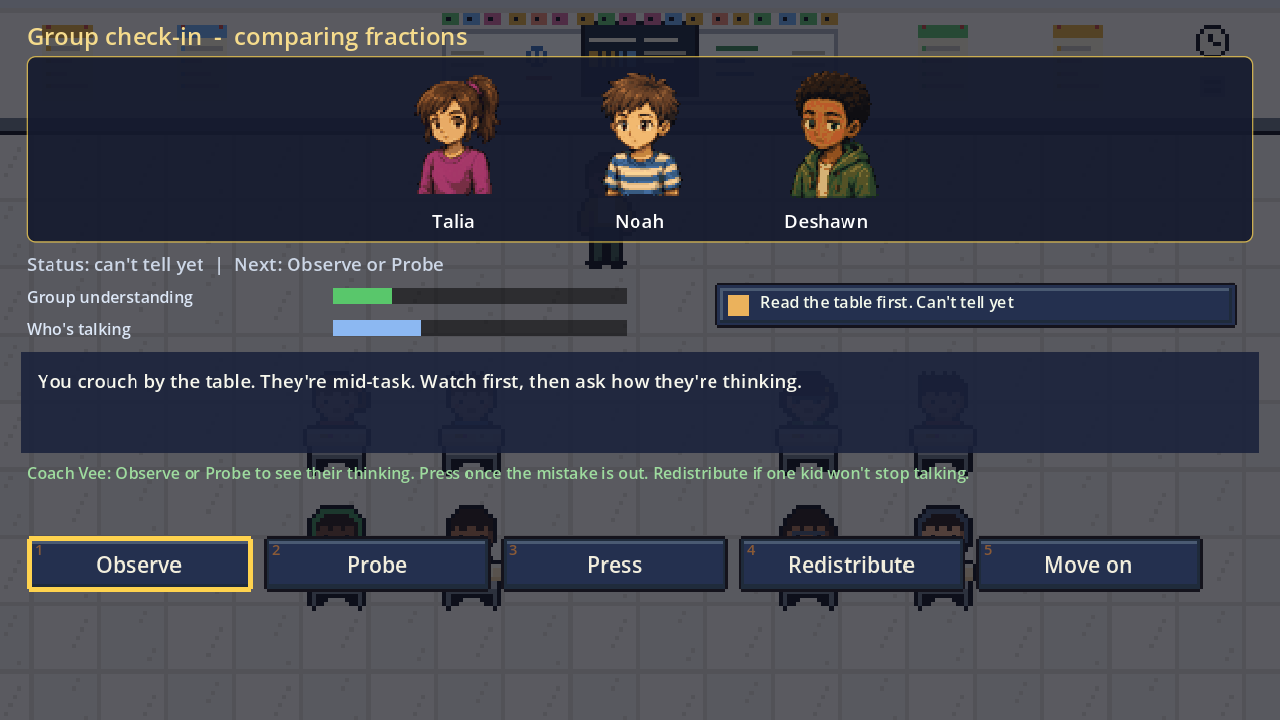 Group check-in - comparing fractions
Talia
Noah
Deshawn
Status: can't tell yet | Next: Observe or Probe
Group understanding
Read the table first. Can't tell yet
Who's talking
You crouch by the table. They're mid-task. Watch first, then ask how they're thinking.
Coach Vee: Observe or Probe to see their thinking. Press once the mistake is out. Redistribute if one kid won't stop talking.
1 Observe
2 Probe
3 Press
4 Redistribute
5 Move on